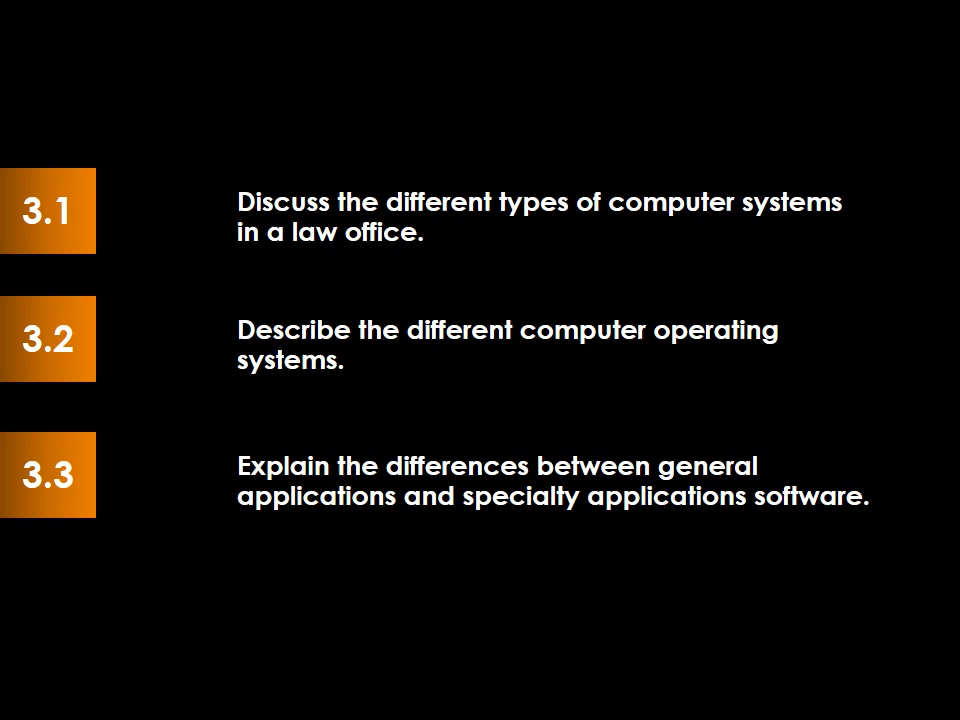 3.1
Discuss the different types of computer systems
in a law office.
3.2
Describe the different computer operating
systems.
3.3
Explain the differences between general
applications and specialty applications software.